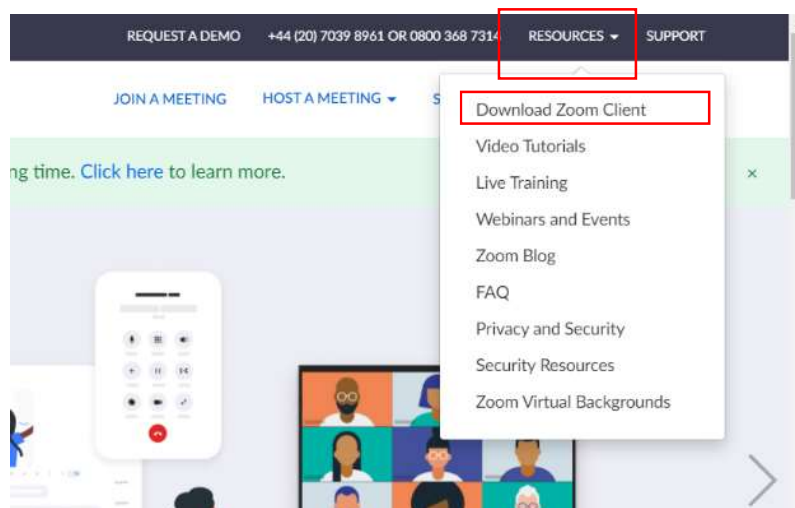 REQUEST A DEMO +44 (20) 7039 8961 OR 0800 368 7314 RESOURCES SUPPORT
JOIN A MEETING HOST A MEETING S
Download Zoom Client
Video Tutorials
ng time. Click here to learn more.
Live Training
Webinars and Events
Zoom Blog
FAQ
Privacy and Security
Security Resources
Zoom Virtual Backgrounds